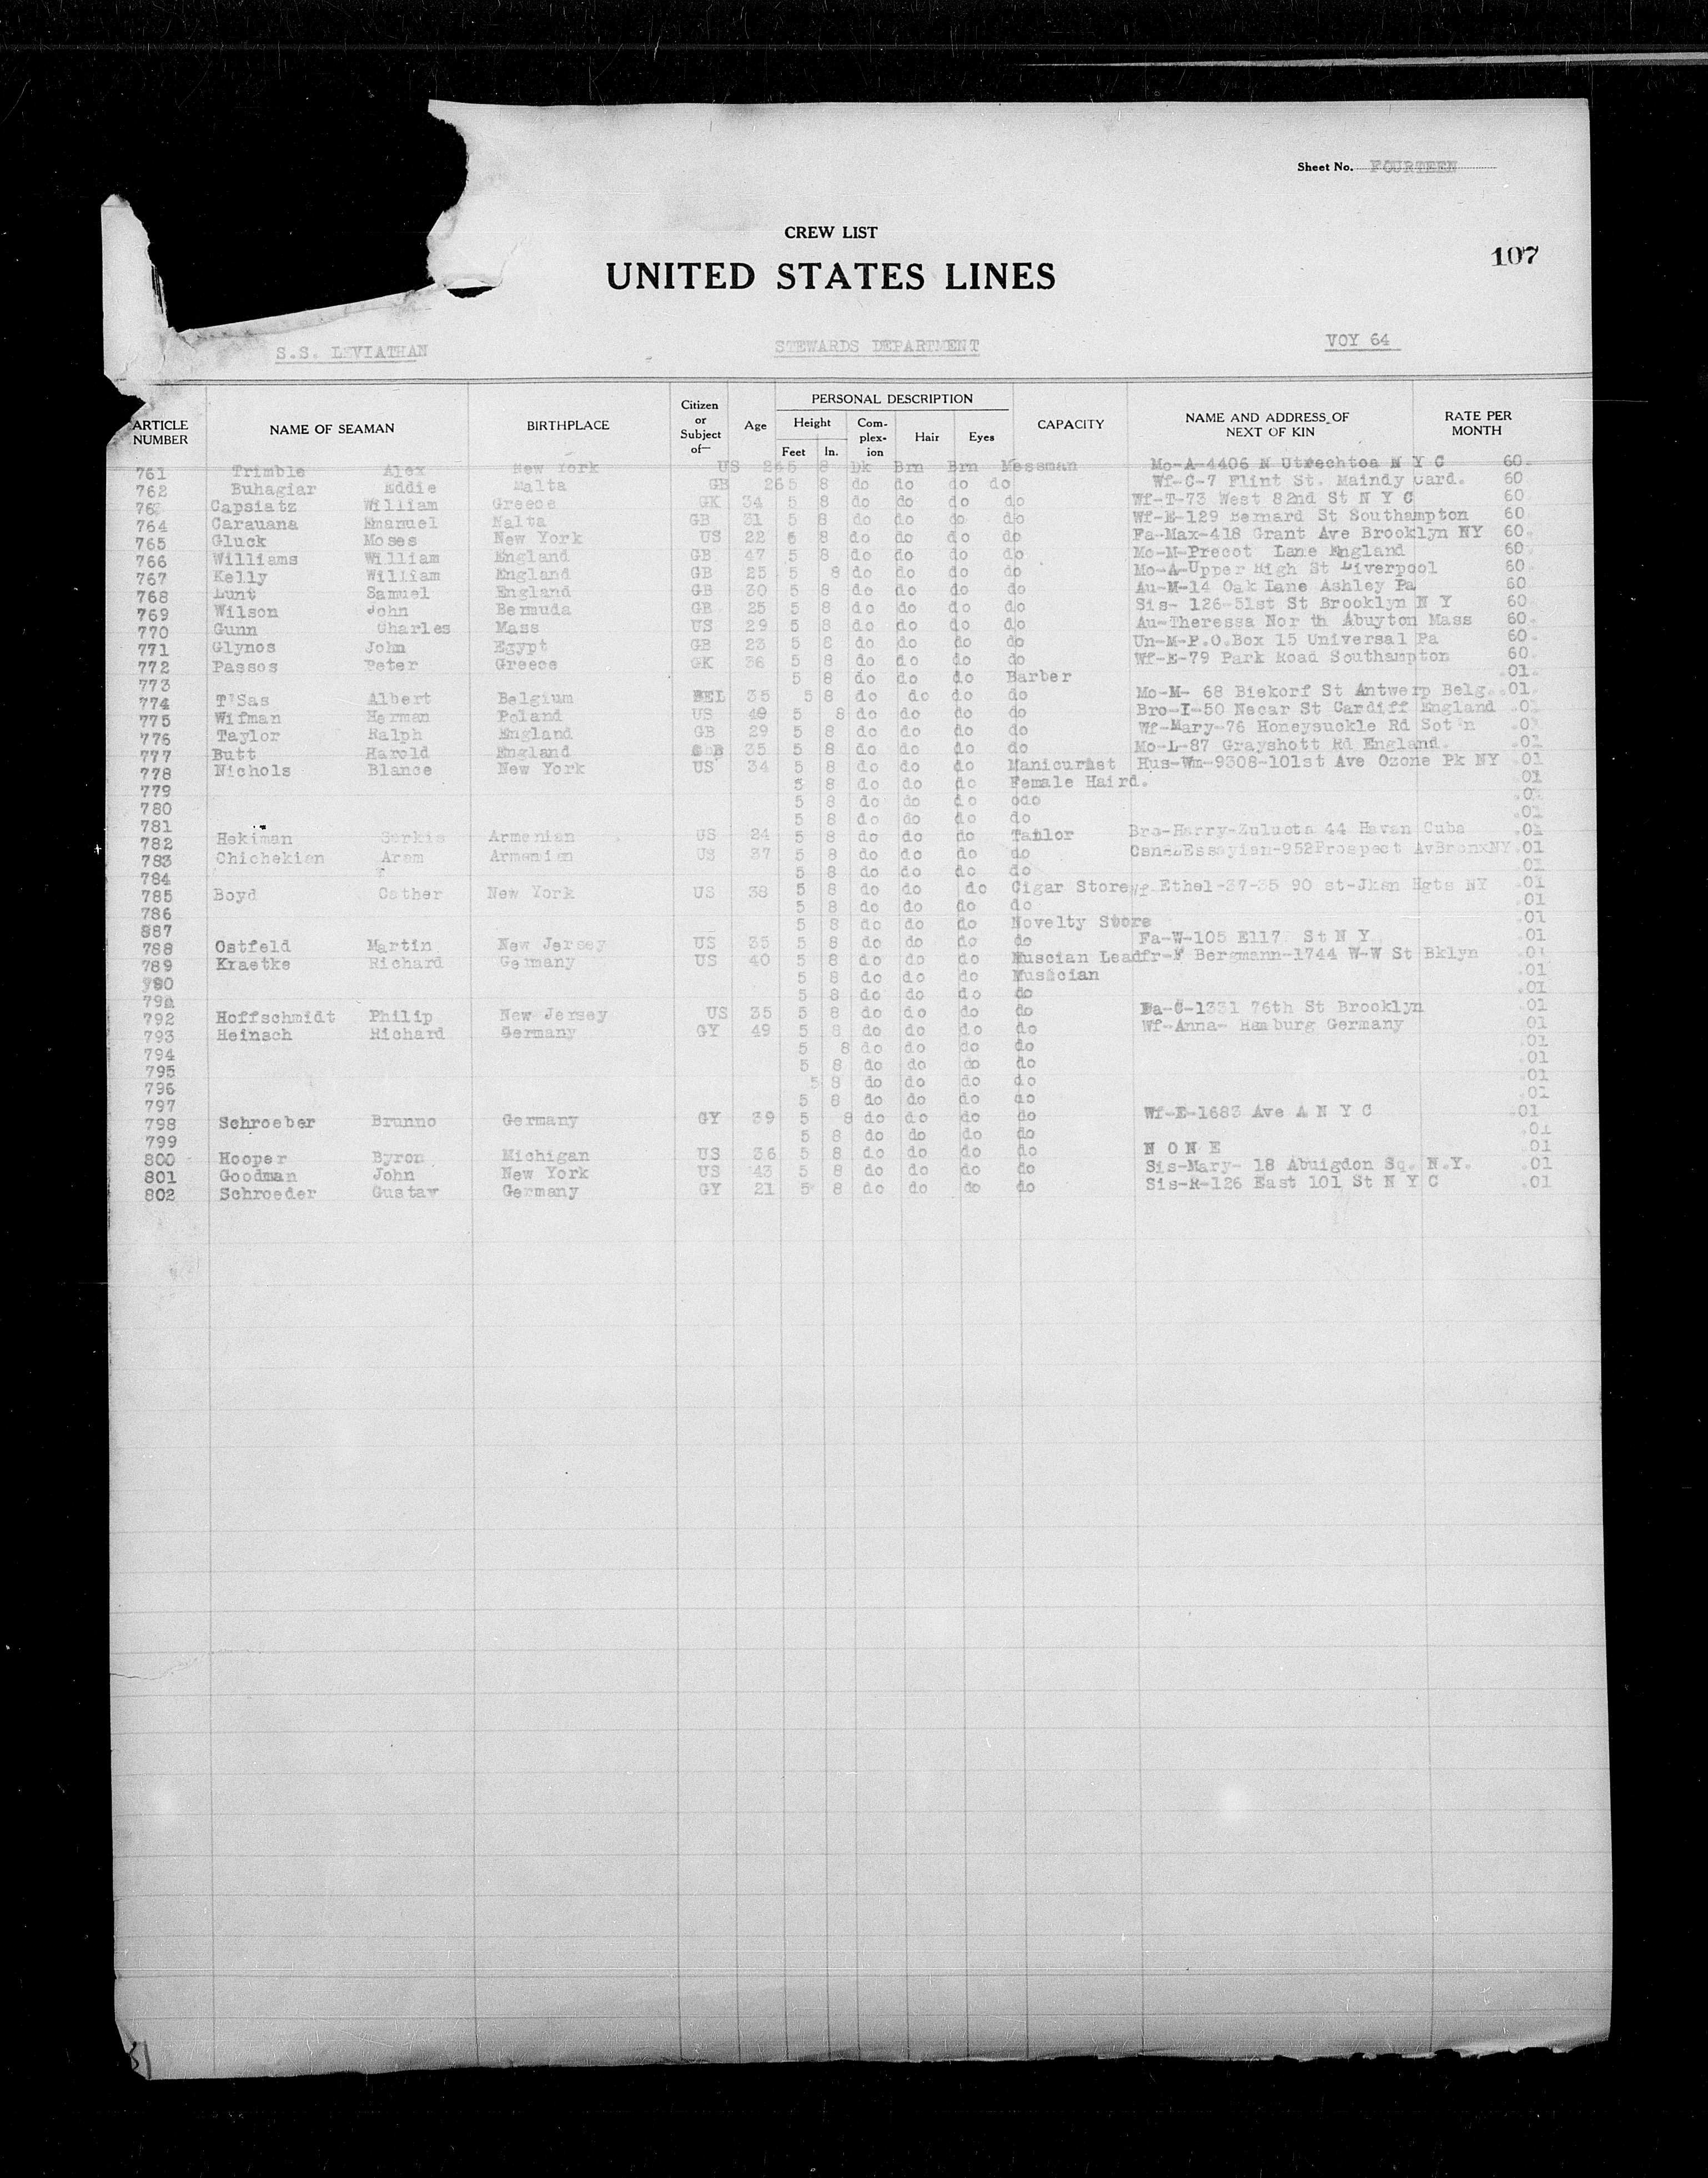 Sheet No. FOURTEEN
CREW LIST
107
UNITED STATES LINES
S.S. LEVIATHAN STEWARDS DEPARTMENT VOY 64
ARTICLE NUMBER NAME OF SEAMAN BIRTHPLACE Citizen or Subject of— Age PERSONAL DESCRIPTION Height Feet In. Com-plex-ion Hair Eyes CAPACITY NAME AND ADDRESS OF NEXT OF KIN RATE PER MONTH
761 Trimble Alex New York US 26 5 8 Dk Brn Brn Messman Mo-A-4406 N Utrechtoa N Y C 60.
762 Buhagiar Eddie Malta GB 26 5 8 do do do do Wf-C-7 Flint St. Maindy Card. 60
763 Capsiatz William Greece GK 34 5 8 do do do do Wf-T-73 West 82nd St N Y C 60
764 Carauana Emanuel Malta GB 31 5 8 do do do do Wf-E-129 Bernard St Southampton 60
765 Gluck Moses New York US 22 5 8 do do do do Fa-Max-418 Grant Ave Brooklyn NY 60.
766 Williams William England GB 47 5 8 do do do do Mo-M-Precot Lane England 60
767 Kelly William England GB 25 5 8 do do do do Mo-A-Upper High St Liverpool 60
768 Lunt Samuel England GB 30 5 8 do do do do Au-M-14 Oak Lane Ashley Pa 60
769 Wilson John Bermuda GB 25 5 8 do do do do Sis- 126-51st St Brooklyn N Y 60
770 Gunn Charles Mass US 29 5 8 do do do do Au-Theressa Nor th Abuyton Mass 60.
771 Glynos John Egypt GB 23 5 8 do do do do Un-M-P.O.Box 15 Universal Pa 60.
772 Passos Peter Greece GK 36 5 8 do do do do Wf-E-79 Park Road Southampton 60.
773 5 8 do do do Barber .01.
774 T'Sas Albert Belgium BEL 35 5 8 do do do do Mo-M- 68 Biekorf St Antwerp Belg. .01.
775 Wifman Herman Poland US 49 5 8 do do do do Bro-I-50 Necar St Cardiff England .01
776 Taylor Ralph England GB 29 5 8 do do do do Wf-Mary-76 Honeysuckle Rd Sot'n .01
777 Butt Harold England GB 35 5 8 do do do do Mo-L-87 Grayshott Rd England. .01
778 Nichols Blance New York US 34 5 8 do do do Manicurist Hus-Wm-9308-101st Ave Ozone Pk NY .01
779 5 8 do do do Female Haird. .01
780 5 8 do do do odo .01
781 5 8 do do do do .01
782 Hekiman Serkis Armenian US 24 5 8 do do do Tailor Bro-Harry-Zulueta 44 Havan Cuba .01
783 Chichekian Aram Armenian US 37 5 8 do do do do -952Prospect AvBronxNY .01
784 5 8 do do do do .01
785 Boyd Cather New York US 38 5 8 do do do Cigar Store Wf-Ethel-37-35 90 st-Jksn Hgts NY .01
786 5 8 do do do do .01
887 5 8 do do do Novelty Store .01
788 Ostfeld Martin New Jersey US 35 5 8 do do do do Fa-W-105 E117 St N Y .01
789 Kraetke Richard Germany US 40 5 8 do do do Muscian Lead fr-F Bergmann-1744 W-W St Bklyn .01
790 5 8 do do do Musician .01
791 5 8 do do do do .01
792 Hoffschmidt Philip New Jersey US 35 5 8 do do do do Da-C-1331 76th St Brooklyn .01
793 Heinsch Richard Germany GY 49 5 8 do do do do Wf-Anna- Hamburg Germany .01
794 5 8 do do do do .01
795 5 8 do do do do .01
796 5 8 do do do do .01
797 5 8 do do do do .01
798 Schroeber Brunno Germany GY 39 5 8 do do do do Wf-E-1683 Ave A N Y C .01
799 5 8 do do do do .01
800 Hooper Byron Michigan US 36 5 8 do do do do N O N E .01
801 Goodman John New York US 43 5 8 do do do do Sis-Mary- 18 Abuigdon Sq. N.Y. .01
802 Schroeder Gustav Germany GY 21 5 8 do do do do Sis-R-126 East 101 St N Y C .01